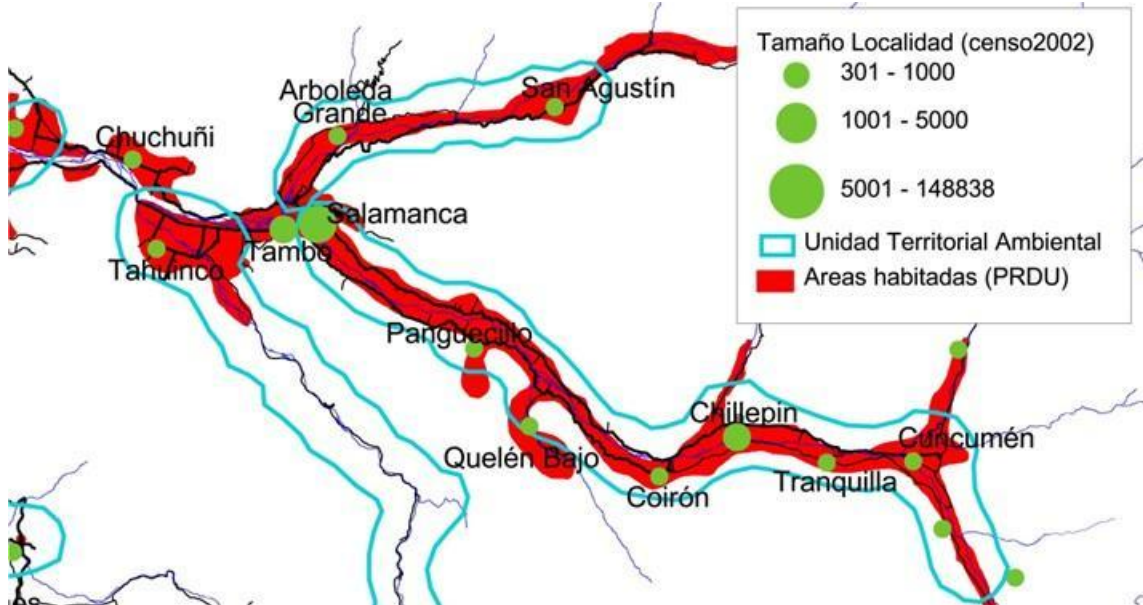 Tamaño Localidad (censo2002)
301 - 1000
1001 - 5000
5001 - 148838
Unidad Territorial Ambiental
Areas habitadas (PRDU)
Arboleda
Grande
San Agustín
Chuchuñi
Salamanca
Tambo
Tahuinco
Panguecillo
Chillepín
Cuncumén
Quelén Bajo
Coirón
Tranquilla